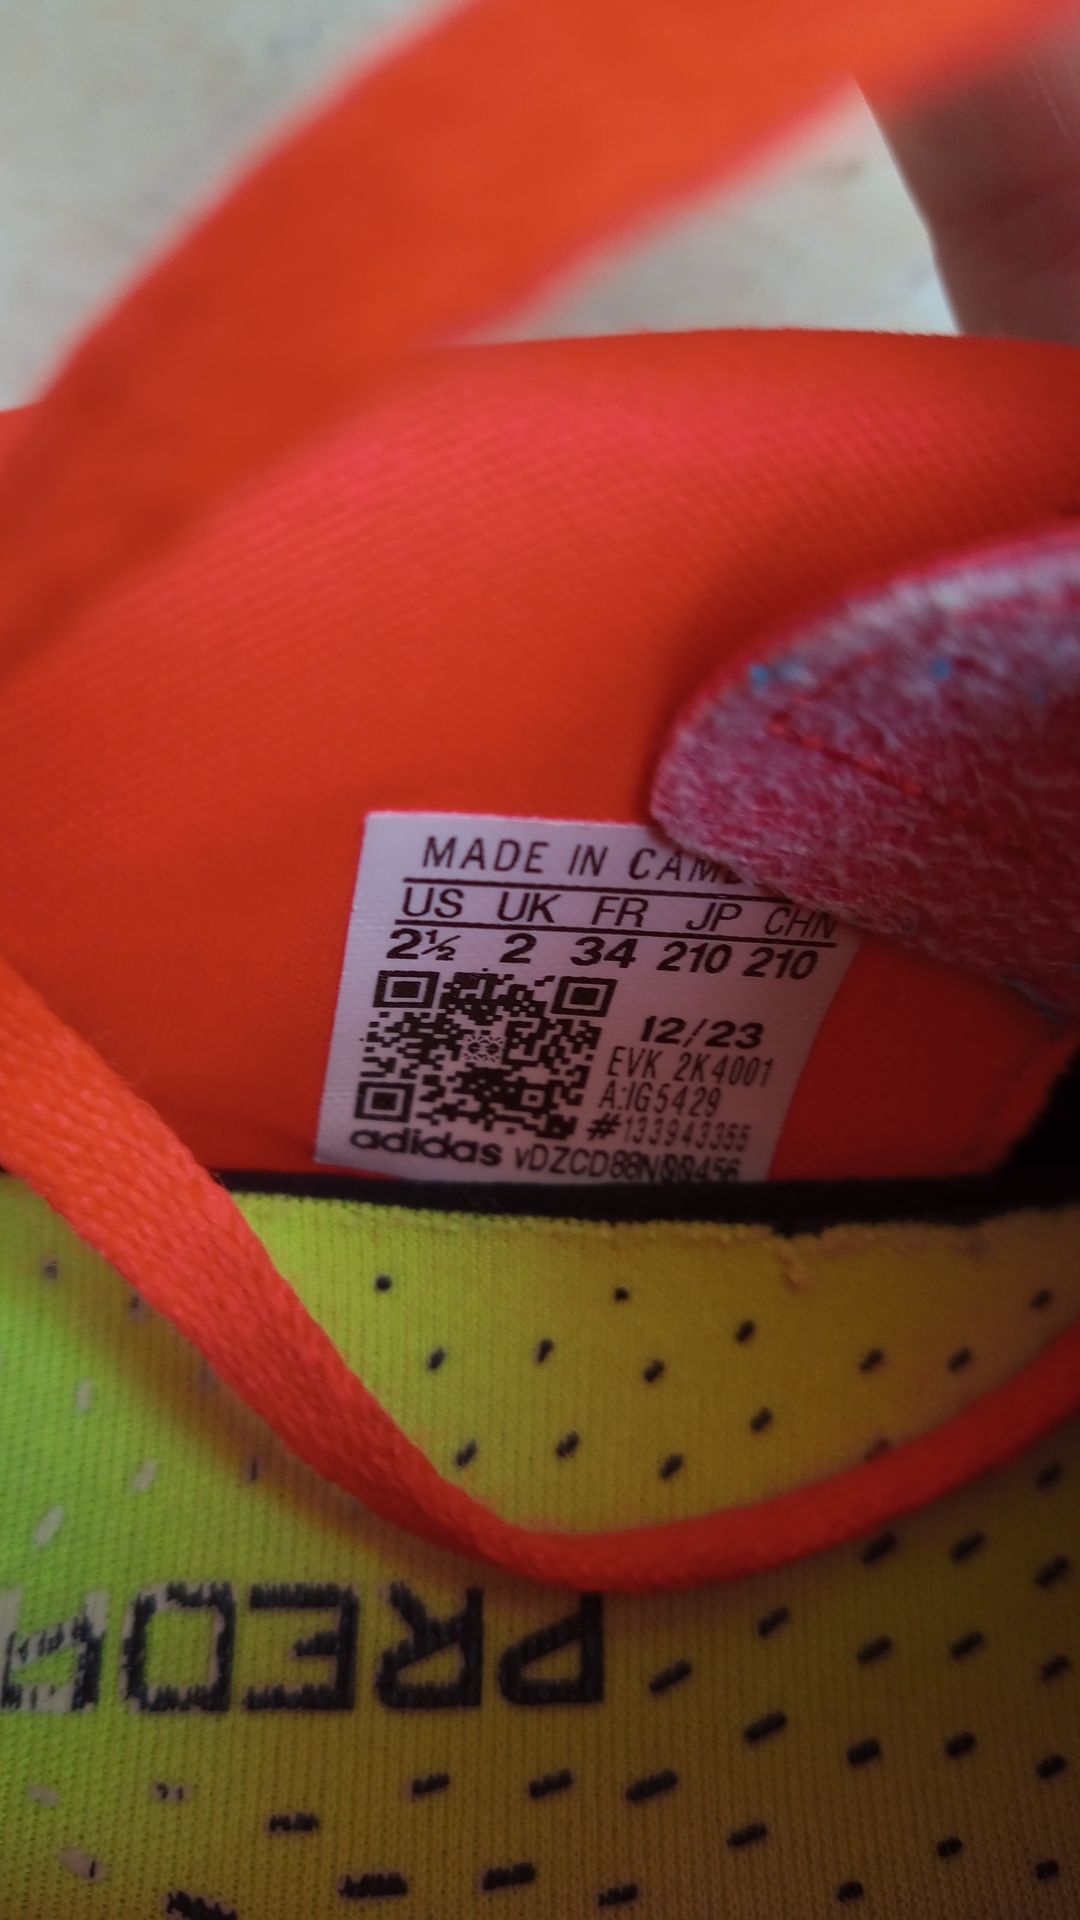 MADE IN CAMB
US UK FR JP CHN
2½ 2 34 210 210
12/23
EVK 2K4001
A:IG5429
#133943355
adidas vDZCD88N00456
PRED